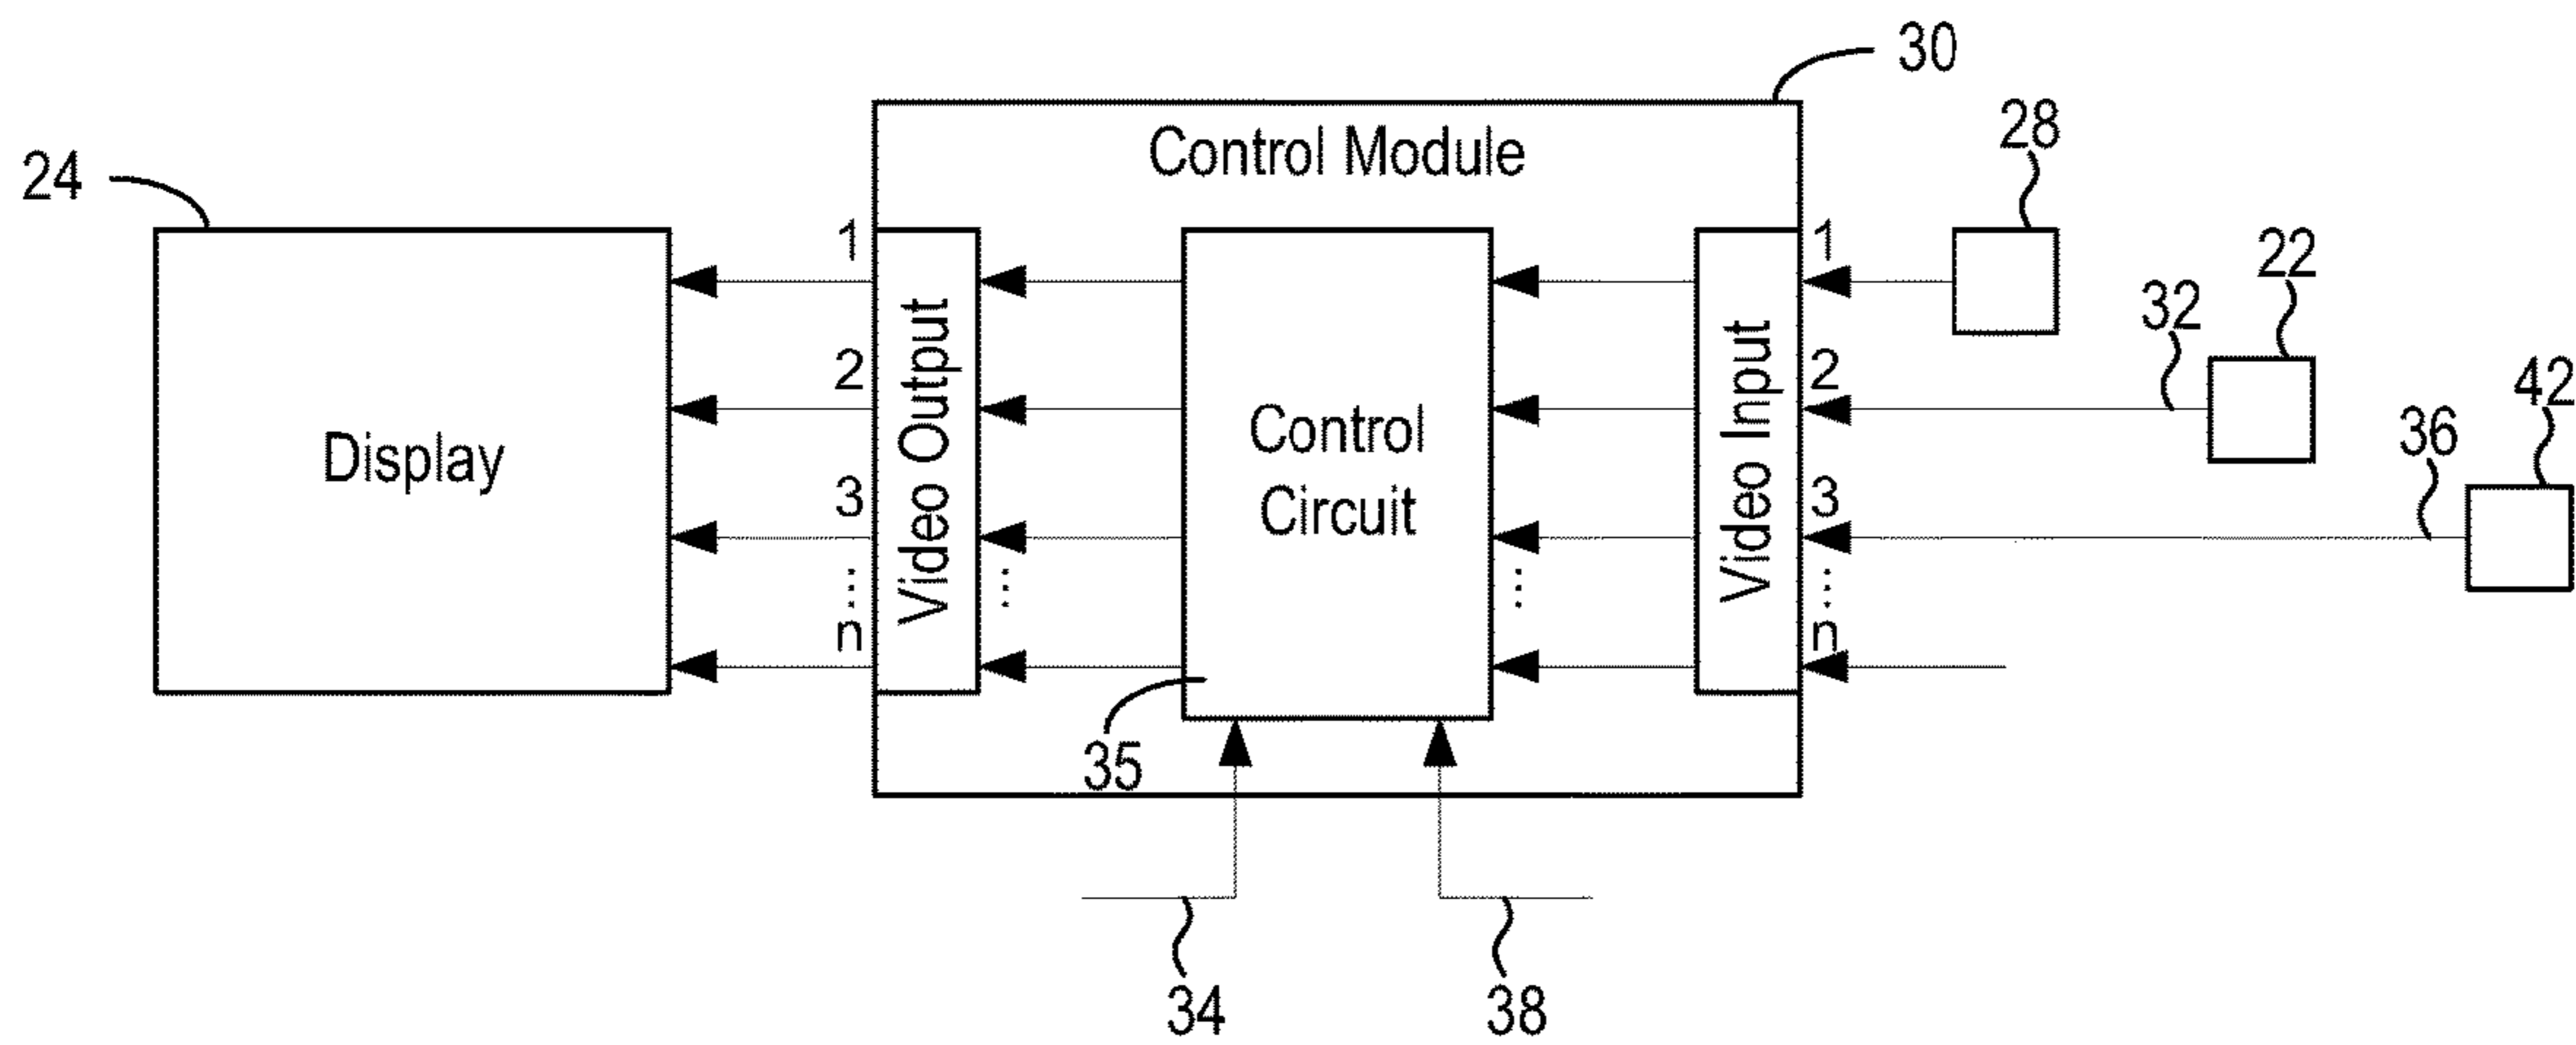 30
Control Module
28
24
1
1
22
32
2
2
42
Video Output
Video Input
Display
Control
Circuit
36
3
3
...
...
...
...
n
n
35
34
38